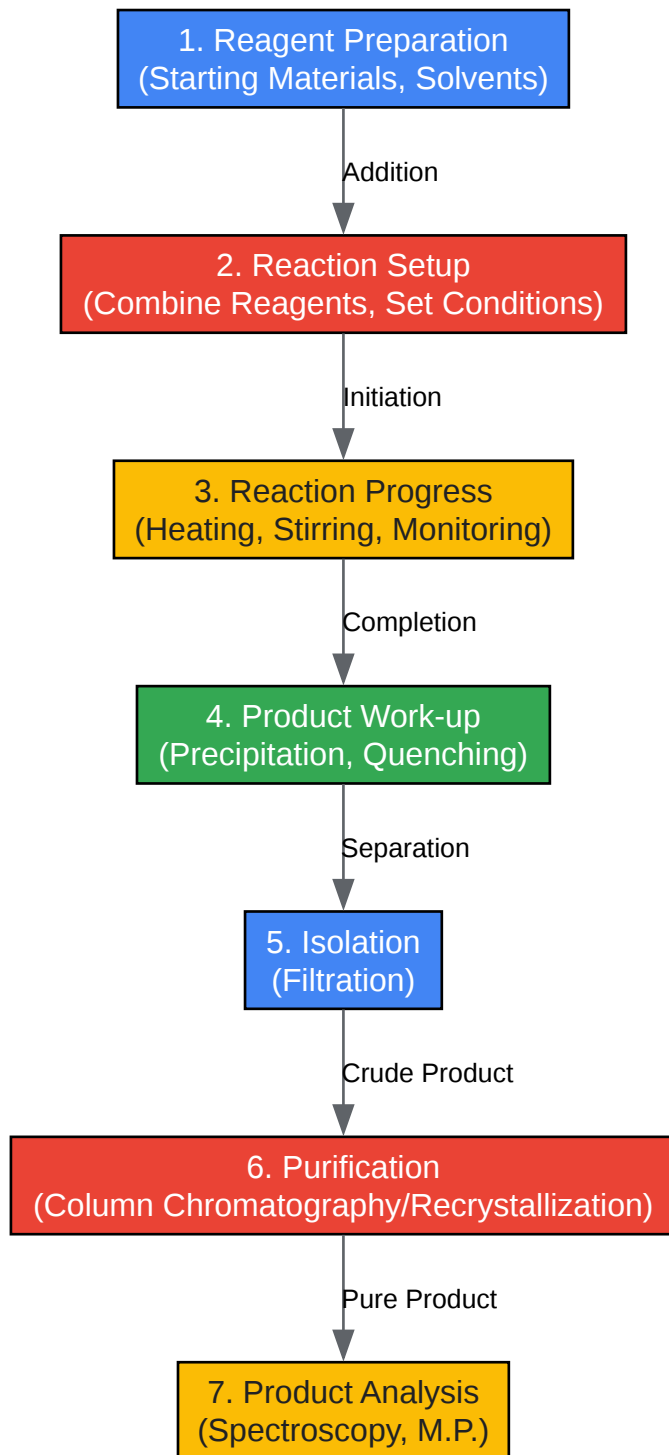 1. Reagent Preparation
(Starting Materials, Solvents)
Addition
2. Reaction Setup
(Combine Reagents, Set Conditions)
Initiation
3. Reaction Progress
(Heating, Stirring, Monitoring)
Completion
4. Product Work-up
(Precipitation, Quenching)
Separation
5. Isolation
(Filtration)
Crude Product
6. Purification
(Column Chromatography/Recrystallization)
Pure Product
7. Product Analysis
(Spectroscopy, M.P.)